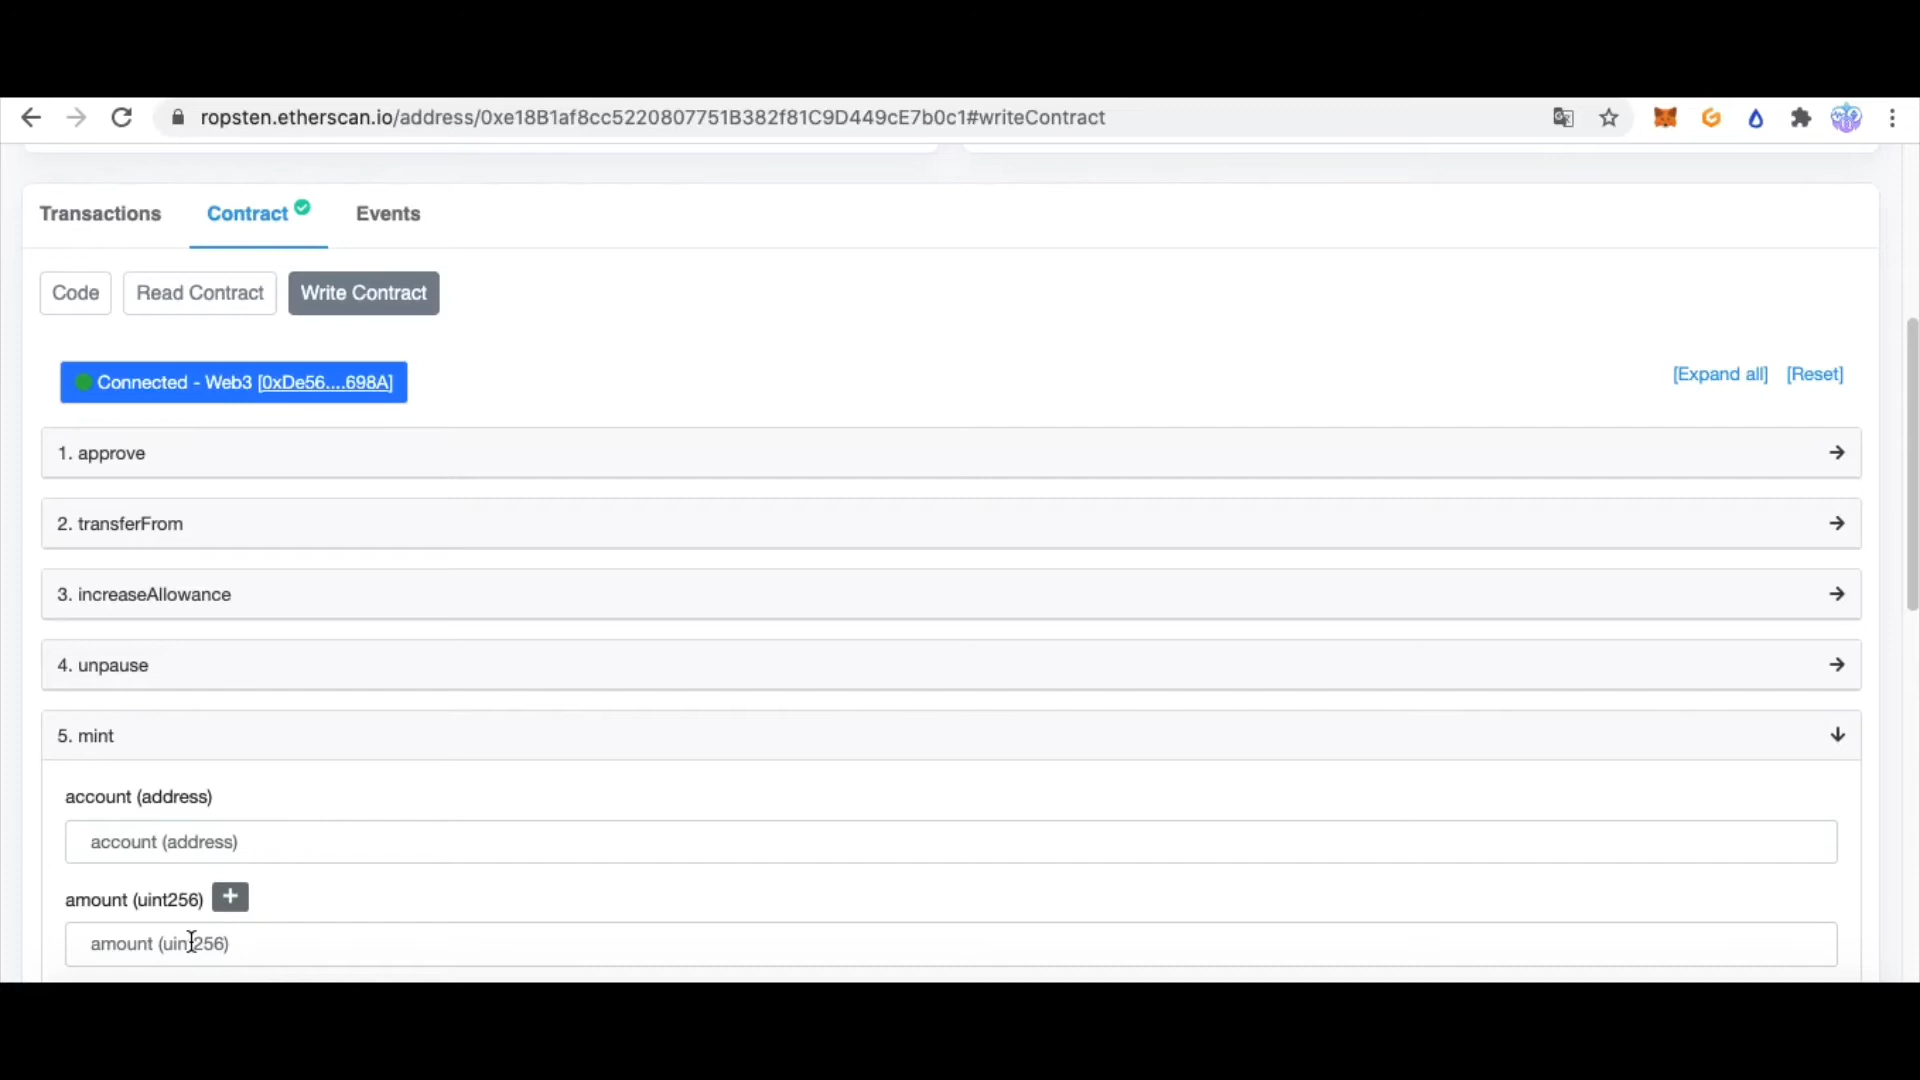 ropsten.etherscan.io/address/0xe18B1af8cc5220807751B382f81C9D449cE7b0c1#writeContract
Transactions Contract Events
Code Read Contract Write Contract
Connected - Web3 [0xDe56....698A] [Expand all] [Reset]
1. approve
2. transferFrom
3. increaseAllowance
4. unpause
5. mint
account (address)
account (address)
amount (uint256) +
amount (uint256)